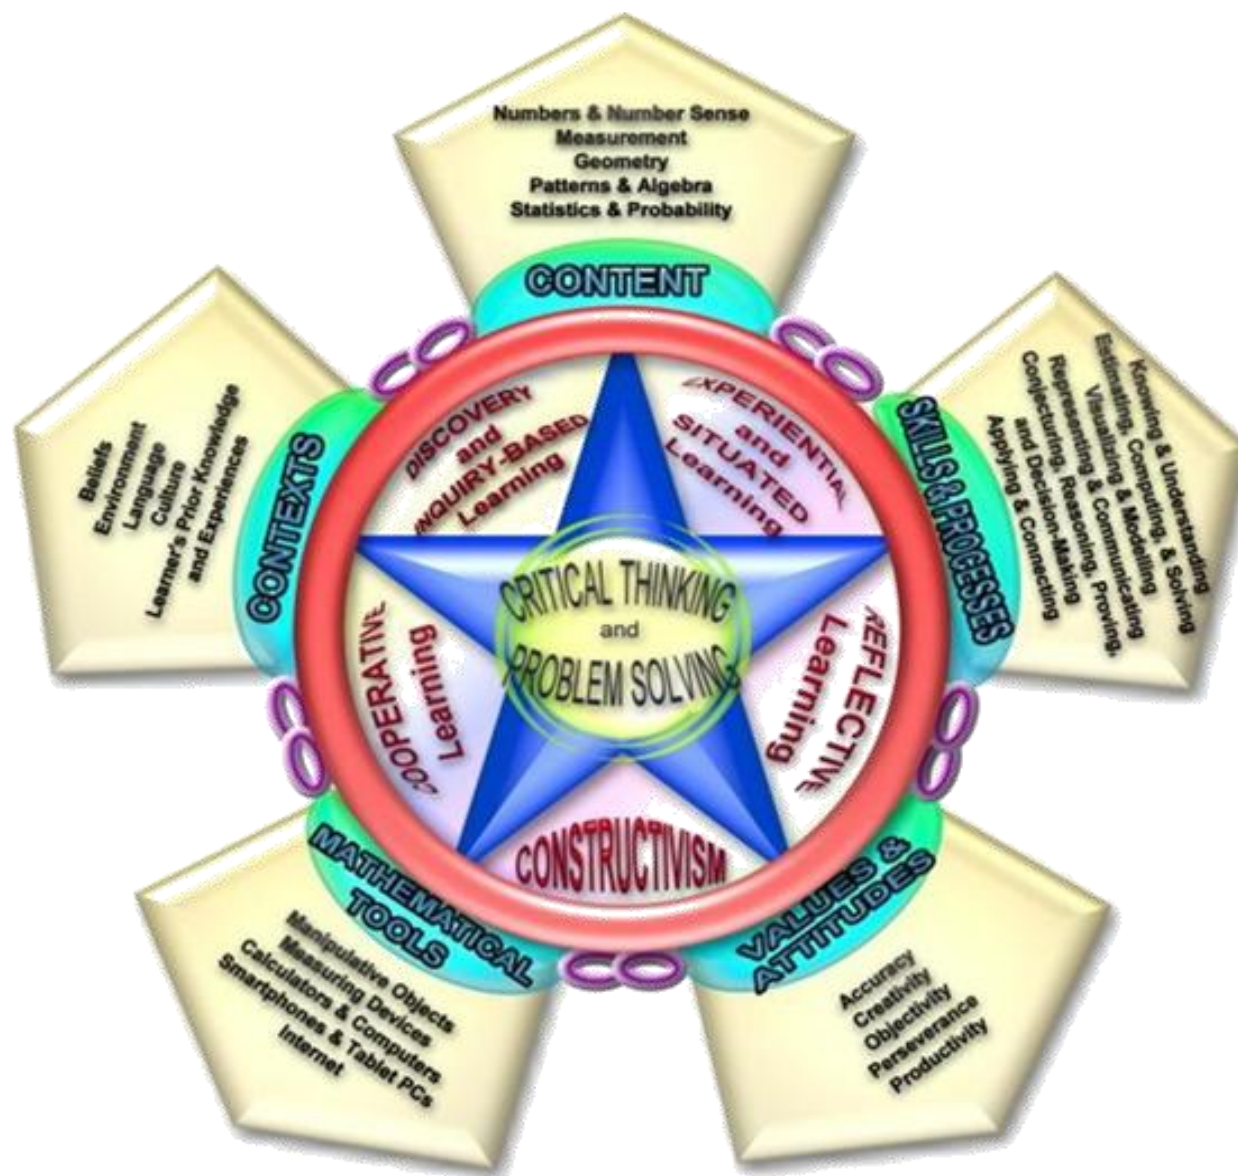 Numbers & Number Sense
Measurement
Geometry
Patterns & Algebra
Statistics & Probability
CONTENT
Knowing & Understanding
Estimating, Computing, & Solving
Visualizing & Modelling
Representing & Communicating
Conjecturing, Reasoning, Proving,
and Decision-Making
Applying & Connecting
SKILLS & PROCESSES
Accuracy
Creativity
Objectivity
Perseverance
Productivity
VALUES &
ATTITUDES
Manipulative Objects
Measuring Devices
Calculators & Computers
Smartphones & Tablet PCs
Internet
MATHEMATICAL
TOOLS
Beliefs
Environment
Language
Culture
Learner's Prior Knowledge
and Experiences
CONTEXTS
DISCOVERY
and
INQUIRY-BASED
Learning
EXPERIENTIAL
and
SITUATED
Learning
REFLECTIVE
Learning
CONSTRUCTIVISM
COOPERATIVE
Learning
CRITICAL THINKING
and
PROBLEM SOLVING